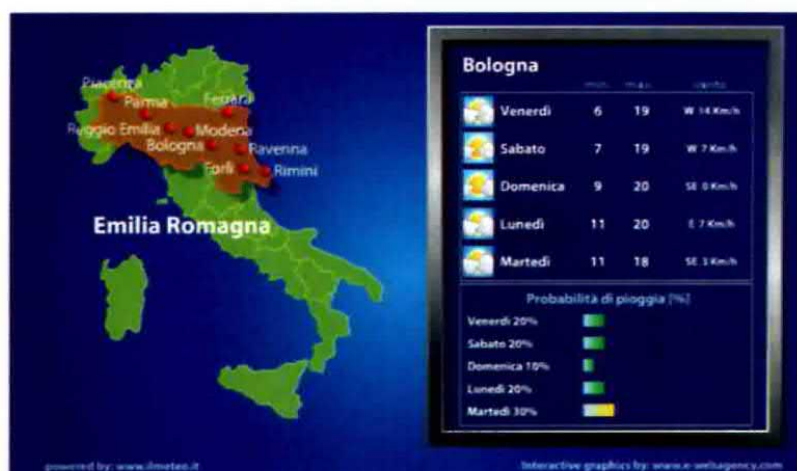 Piacenza
Parma
Ferrara
Reggio Emilia
Modena
Bologna
Ravenna
Forlì
Rimini
Emilia Romagna
powered by: www.ilmeteo.it
Bologna
min. max. vento
Venerdì 6 19 W 14 Km/h
Sabato 7 19 W 7 Km/h
Domenica 9 20 SE 0 Km/h
Lunedì 11 20 E 7 Km/h
Martedì 11 18 SE 3 Km/h
Probabilità di pioggia [%]
Venerdì 20%
Sabato 20%
Domenica 10%
Lunedì 20%
Martedì 30%
Interactive graphics by: www.e-websagency.com